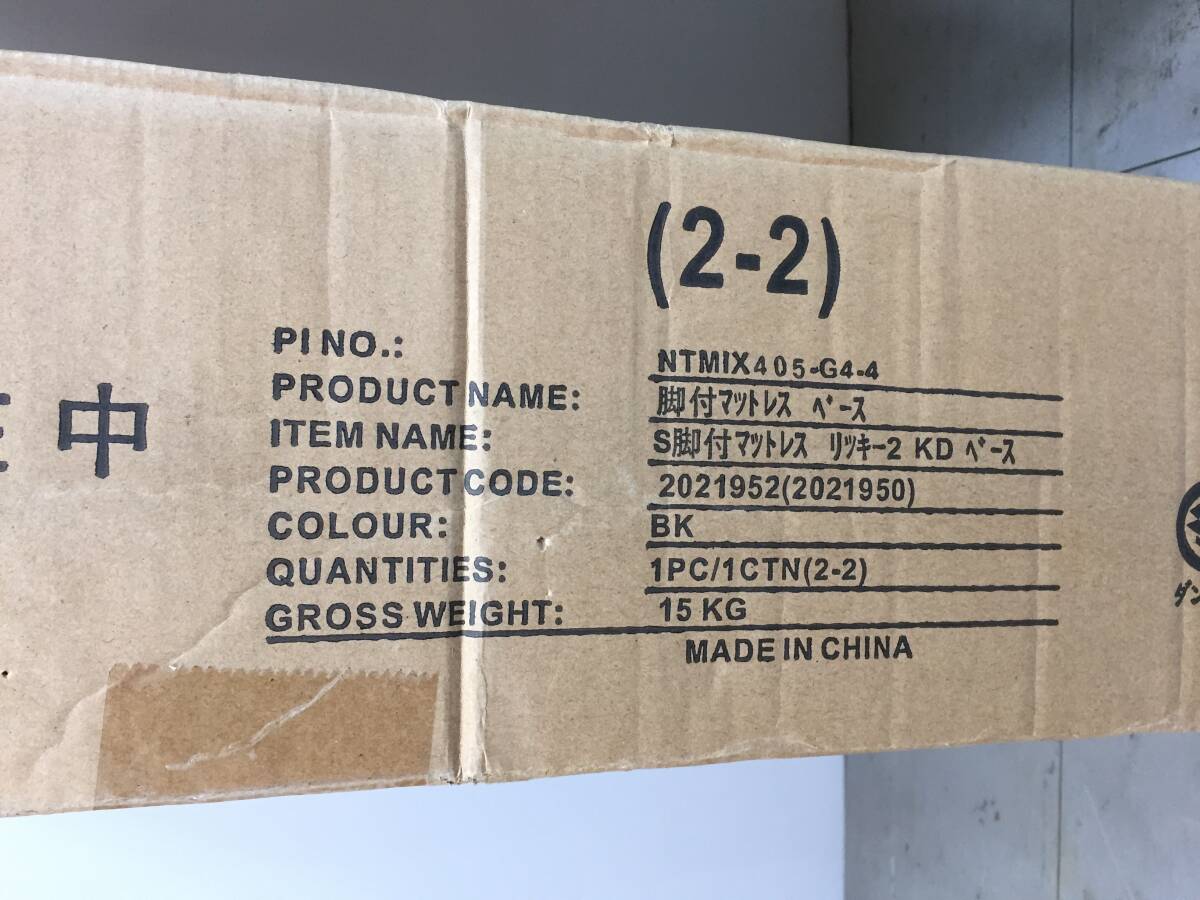 (2-2)
PI NO.: NTMIX405-G4-4
PRODUCT NAME: 脚付マットレス ベース
ITEM NAME: S脚付マットレス リッキー2 KD ベース
PRODUCT CODE: 2021952(2021950)
COLOUR: BK
QUANTITIES: 1PC/1CTN(2-2)
GROSS WEIGHT: 15 KG
MADE IN CHINA
中
ダン